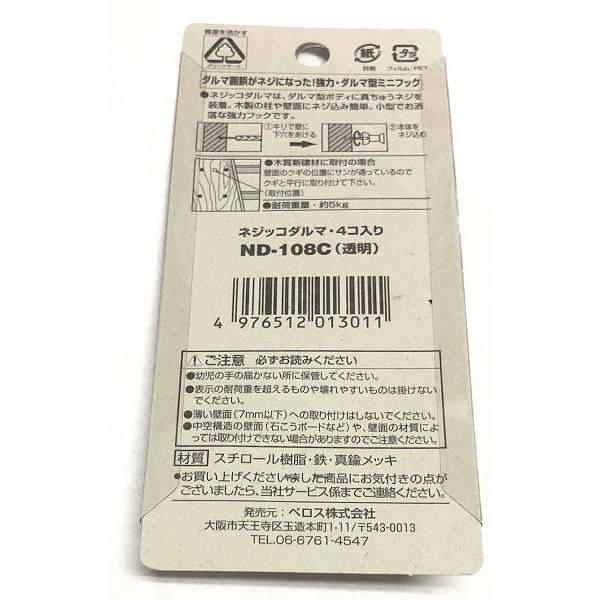 資源を活かす
グリーンマーク
紙
台紙
プラ
フィルム:PET
ダルマ画鋲がネジになった!強力・ダルマ型ミニフック
●ネジッコダルマは、ダルマ型ボディに真ちゅうネジを
装着。木製の柱や壁面にネジ込み簡単。小型でお洒
落な強力フックです。
①キリで壁に
下穴をあける
②本体を
ネジ込む
●木質新建材に取付の場合
壁面のクギの位置にサンが通っているので
クギと平行に取り付けて下さい。
(取付位置)
●耐荷重量・約5kg
ネジッコダルマ・4コ入り
ND-108C(透明)
4 976512 013011
ご注意 必ずお読みください
●幼児の手の届かない所に保管してください。
●表示の耐荷重を超えるものや壊れやすいものは掛けない
でください。
●薄い壁面(7mm以下)への取り付けはしないでください。
●中空構造の壁面(石こうボードなど)や、壁面の材質によ
っては取り付けできない場合がありますのでご注意ください。
材質 スチロール樹脂・鉄・真鍮メッキ
●お買い上げくださいました商品にお気付きの点が
ございましたら、当社サービス係までご連絡ください。
発売元: ベロス株式会社
大阪市天王寺区玉造本町1-11/〒543-0013
TEL.06-6761-4547